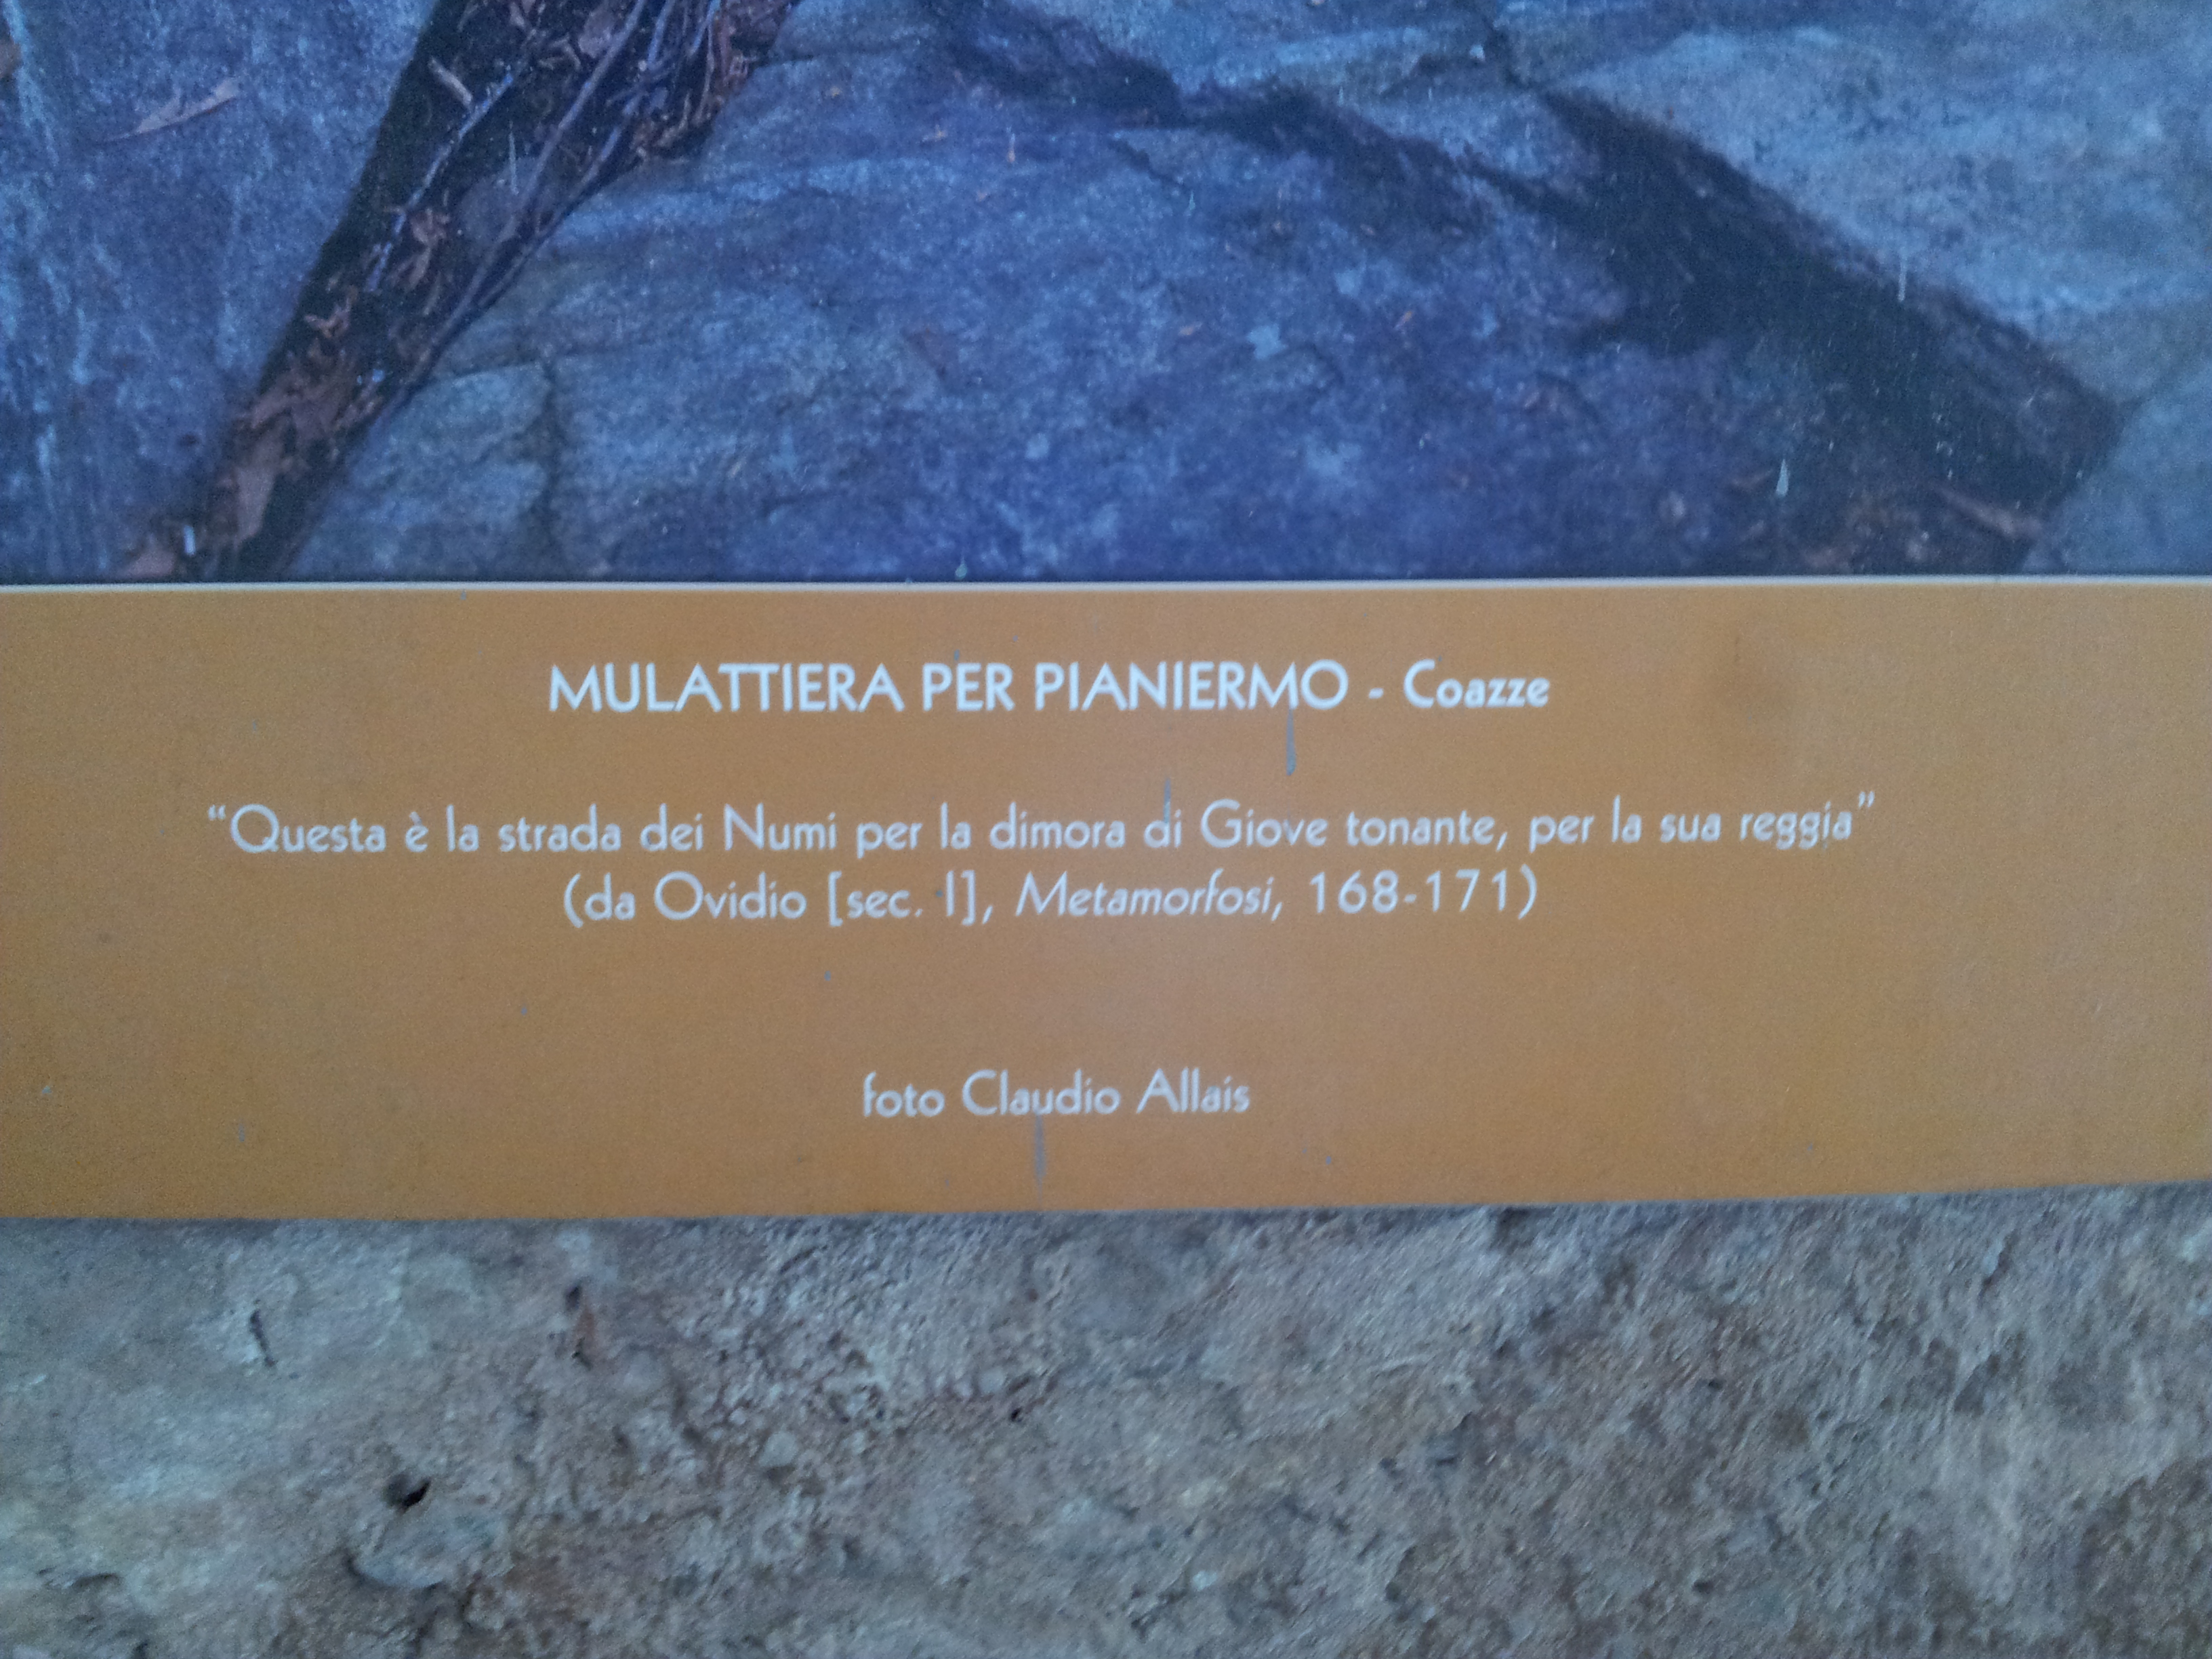 MULATTIERA PER PIANIERMO - Coazze
“Questa è la strada dei Numi per la dimora di Giove tonante, per la sua reggia”
(da Ovidio [sec. I], Metamorfosi, 168-171)
foto Claudio Allais